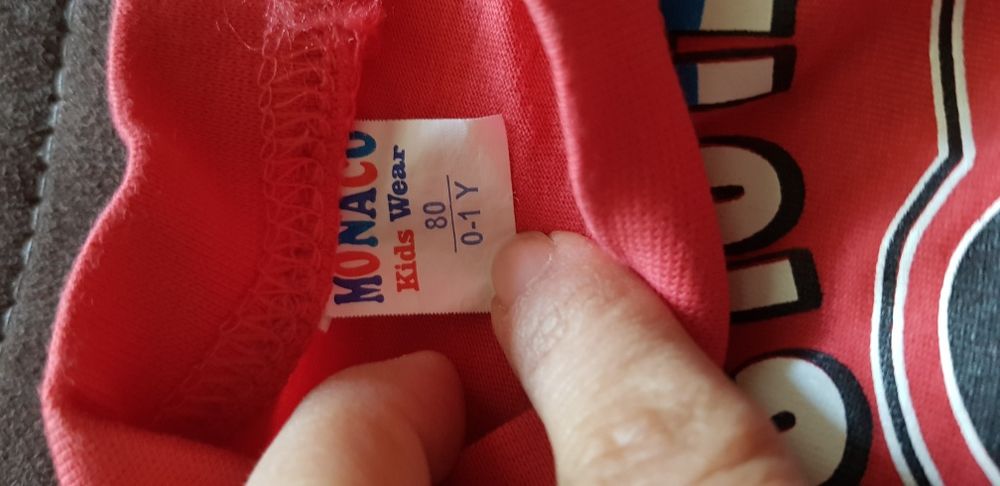 MONACO
Kids Wear
80
0-1 Y